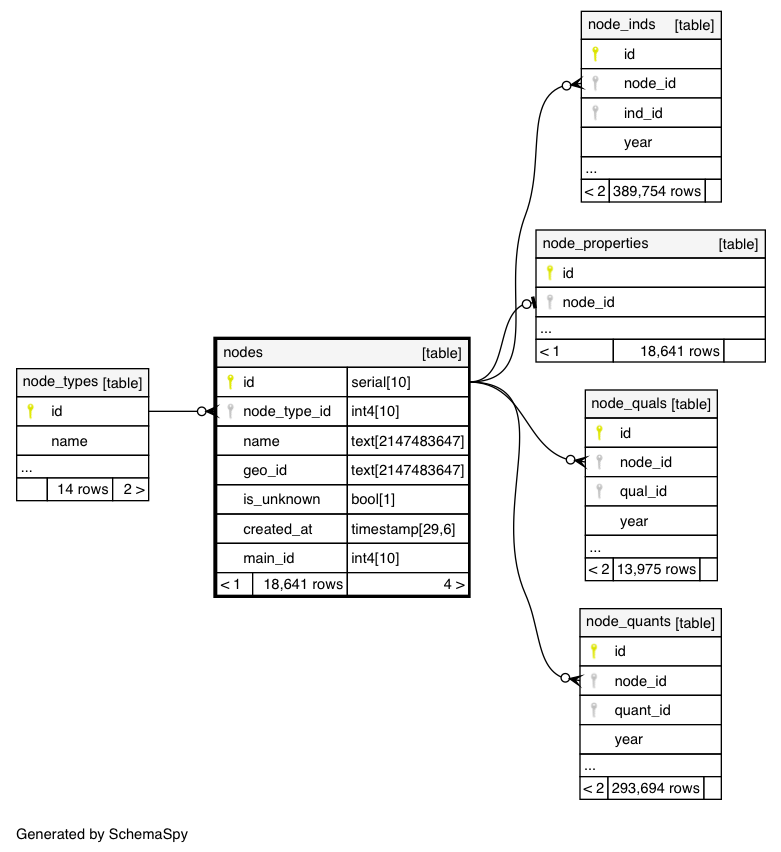 node_inds [table]
id
node_id
ind_id
year
...
< 2 389,754 rows
node_properties [table]
id
node_id
...
< 1 18,641 rows
node_types [table]
id
name
...
14 rows 2 >
nodes [table]
id serial[10]
node_type_id int4[10]
name text[2147483647]
geo_id text[2147483647]
is_unknown bool[1]
created_at timestamp[29,6]
main_id int4[10]
< 1 18,641 rows 4 >
node_quals [table]
id
node_id
qual_id
year
...
< 2 13,975 rows
node_quants [table]
id
node_id
quant_id
year
...
< 2 293,694 rows
Generated by SchemaSpy